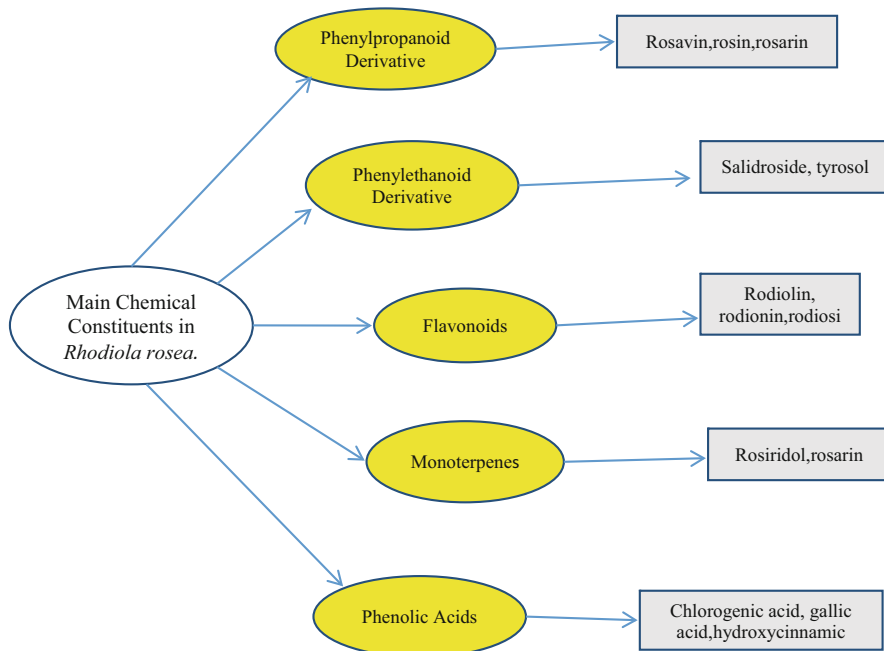 Phenylpropanoid
Derivative
Rosavin,rosin,rosarin
Phenylethanoid
Derivative
Salidroside, tyrosol
Main Chemical
Constituents in
Rhodiola rosea.
Flavonoids
Rodiolin,
rodionin,rodiosi
Monoterpenes
Rosiridol,rosarin
Phenolic Acids
Chlorogenic acid, gallic
acid,hydroxycinnamic